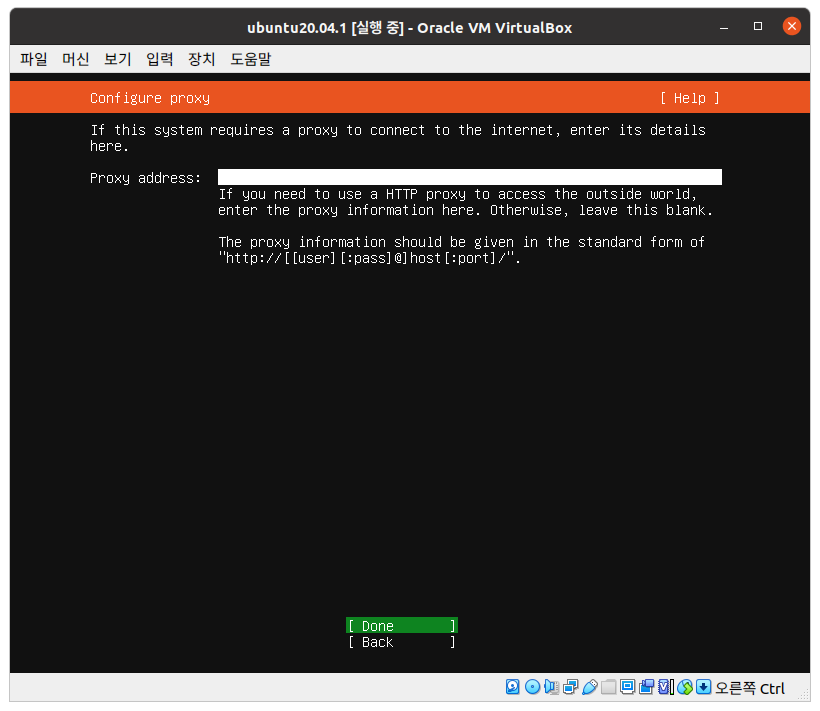 ubuntu20.04.1 [실행 중] - Oracle VM VirtualBox
파일 머신 보기 입력 장치 도움말
Configure proxy [ Help ]
If this system requires a proxy to connect to the internet, enter its details
here.
Proxy address:
If you need to use a HTTP proxy to access the outside world,
enter the proxy information here. Otherwise, leave this blank.
The proxy information should be given in the standard form of
"http://[[user][:pass]@]host[:port]/".
[ Done ]
[ Back ]
오른쪽 Ctrl